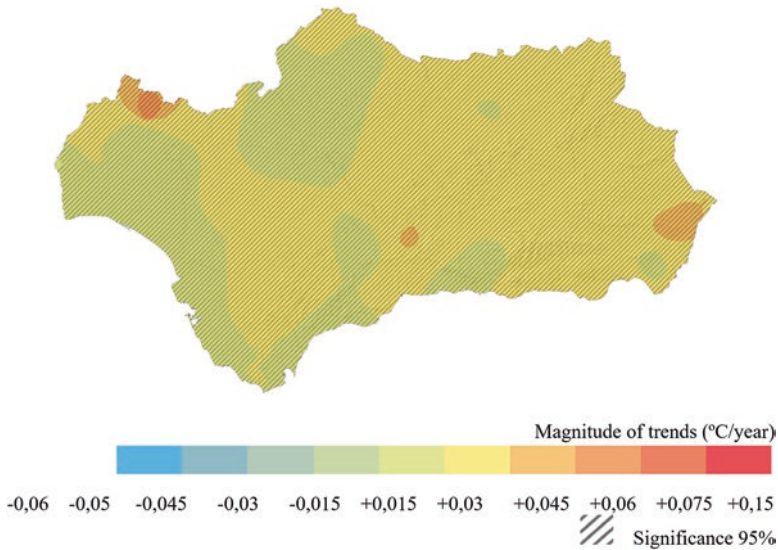 Magnitude of trends (ºC/year)
-0,06 -0,05 -0,045 -0,03 -0,015 +0,015 +0,03 +0,045 +0,06 +0,075 +0,15
Significance 95%